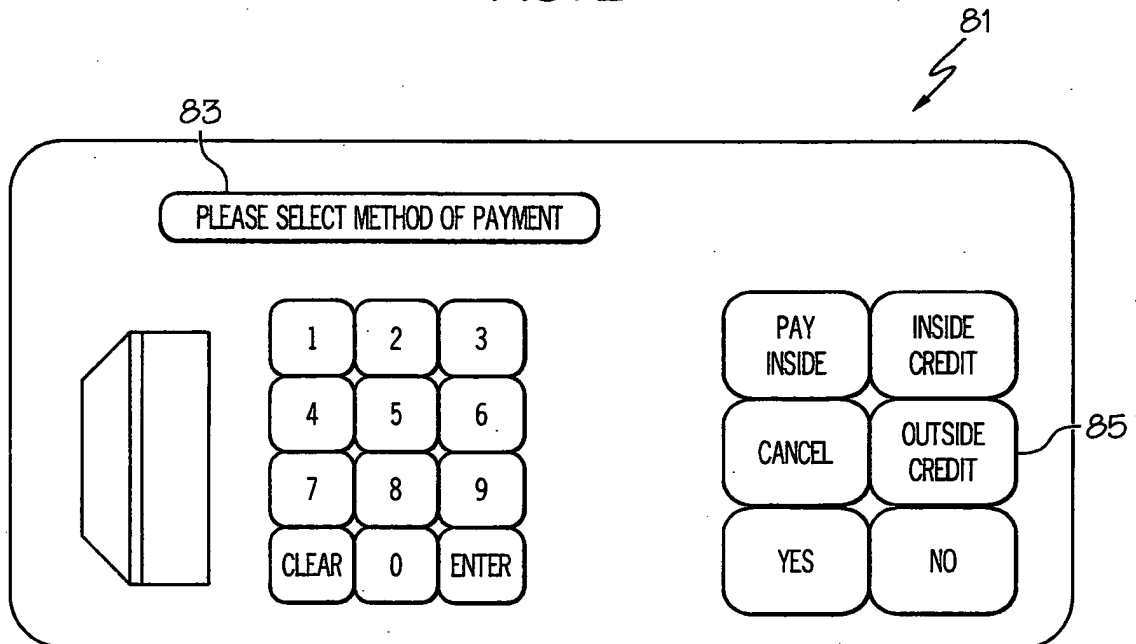 81
83
PLEASE SELECT METHOD OF PAYMENT
1 2 3
4 5 6
7 8 9
CLEAR 0 ENTER
PAY
INSIDE
INSIDE
CREDIT
CANCEL
OUTSIDE
CREDIT
85
YES
NO